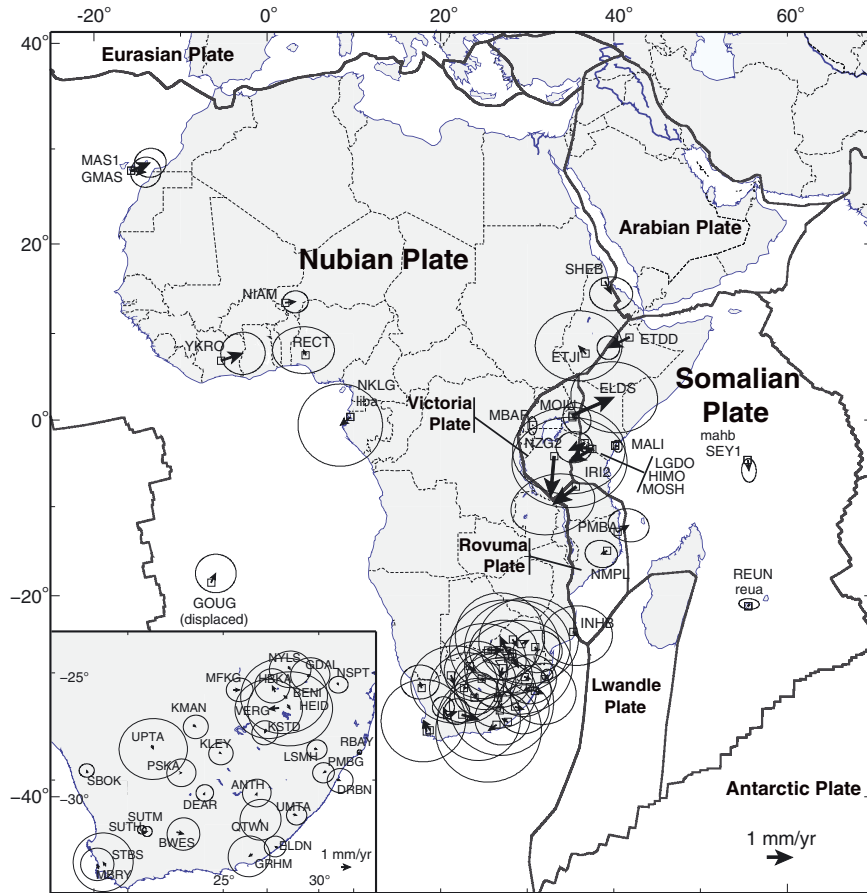 -20°
0°
20°
40°
60°
40°
Eurasian Plate
MAS1
GMAS
20°
Arabian Plate
Nubian Plate
SHEB
NIAM
YKRO
RECT
ETJI
ETDD
Somalian
Plate
ELDS
NKLG
liba
Victoria
Plate
MBAR
MOIU
0°
NZG2
MALI
mahb
SEY1
LGDO
HIMO
MOSH
IRI2
PMBA
Rovuma
Plate
NMPL
REUN
reua
-20°
GOUG
(displaced)
INHB
Lwandle
Plate
Antarctic Plate
-40°
1 mm/yr
-25°
NYLS
GDAL
MFKG
HBKA
NSPT
BENI
KMAN
VERG
HEID
UPTA
KSTD
KLEY
RBAY
PSKA
LSMH
PMBG
SBOK
ANTH
DRBN
-30°
DEAR
SUTM
UMTA
SUTH
QTWN
BWES
ELDN
STBS
GRHM
MBRY
25°
30°
1 mm/yr